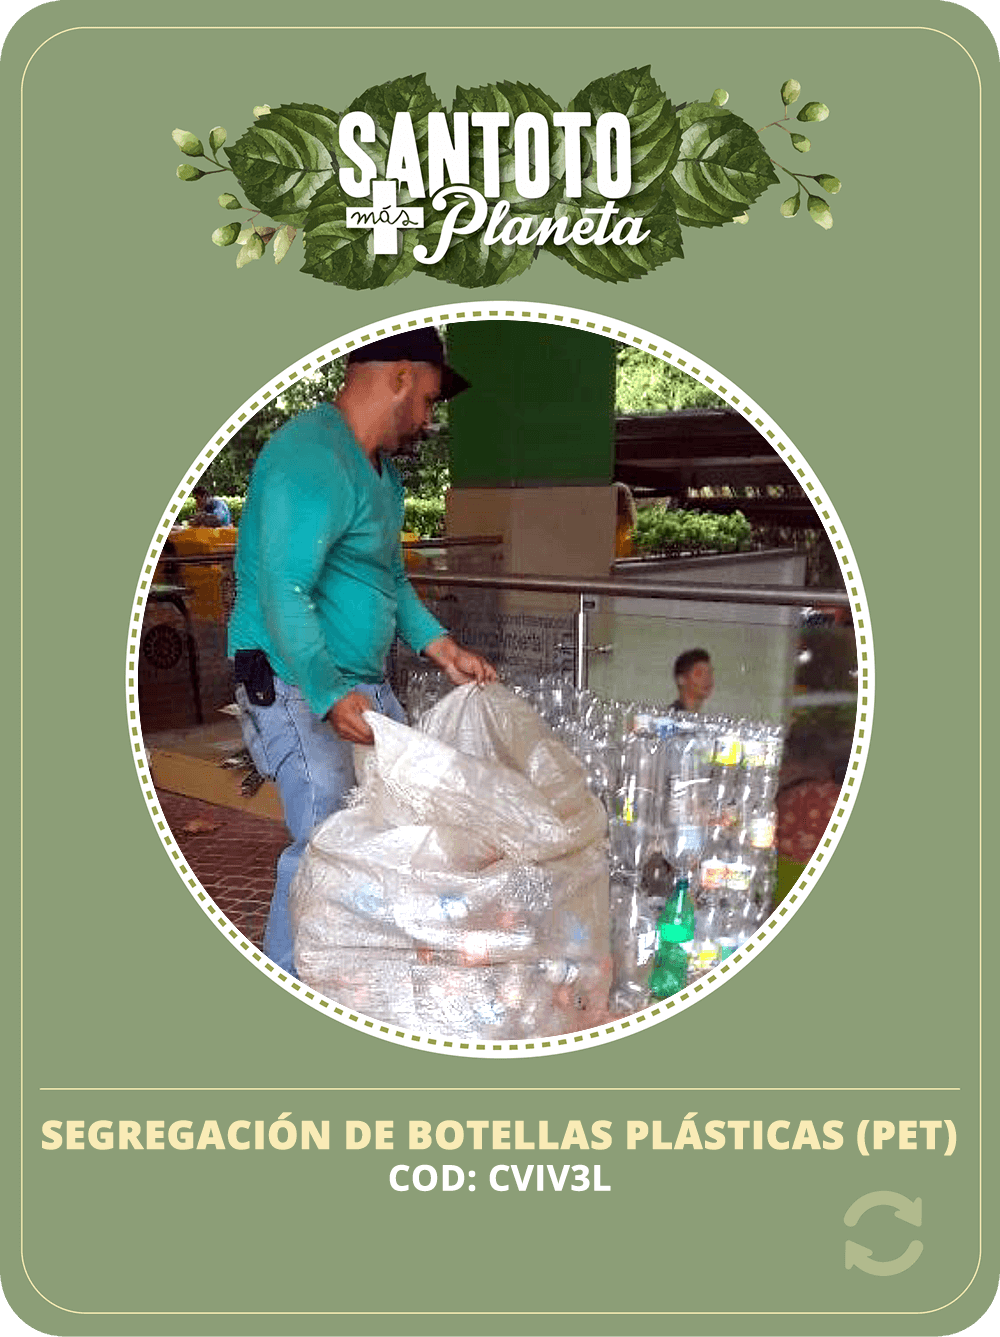 SANTOTO
más
Planeta
SEGREGACIÓN DE BOTELLAS PLÁSTICAS (PET)
COD: CVIV3L